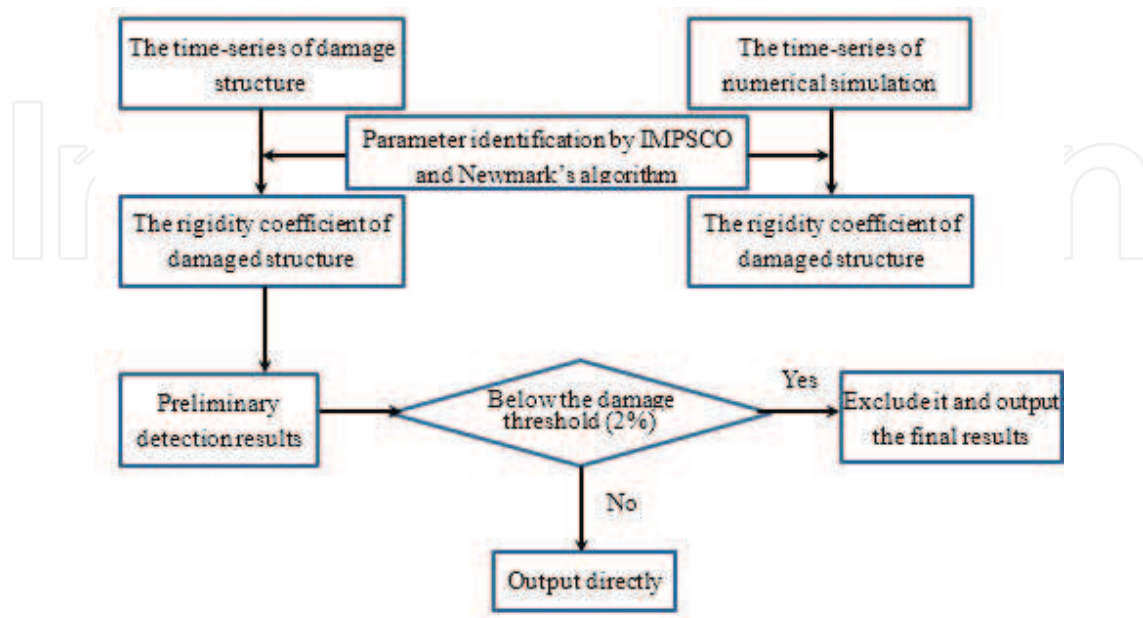 The time-series of damage
structure
The time-series of
numerical simulation
Parameter identification by IMPSCO
and Newmark's algorithm
The rigidity coefficient of
damaged structure
The rigidity coefficient of
damaged structure
Preliminary
detection results
Below the damage
threshold (2%)
Yes
Exclude it and output
the final results
No
Output directly